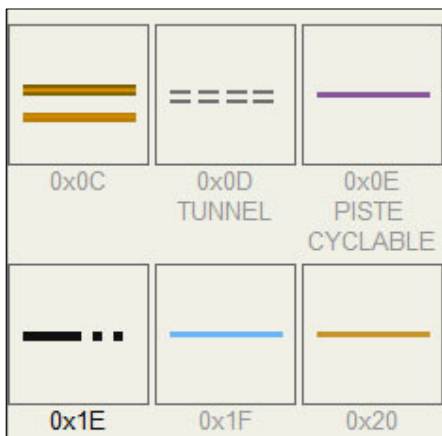 0x0C 0x0D 0x0E
TUNNEL PISTE
CYCLABLE
0x1E 0x1F 0x20